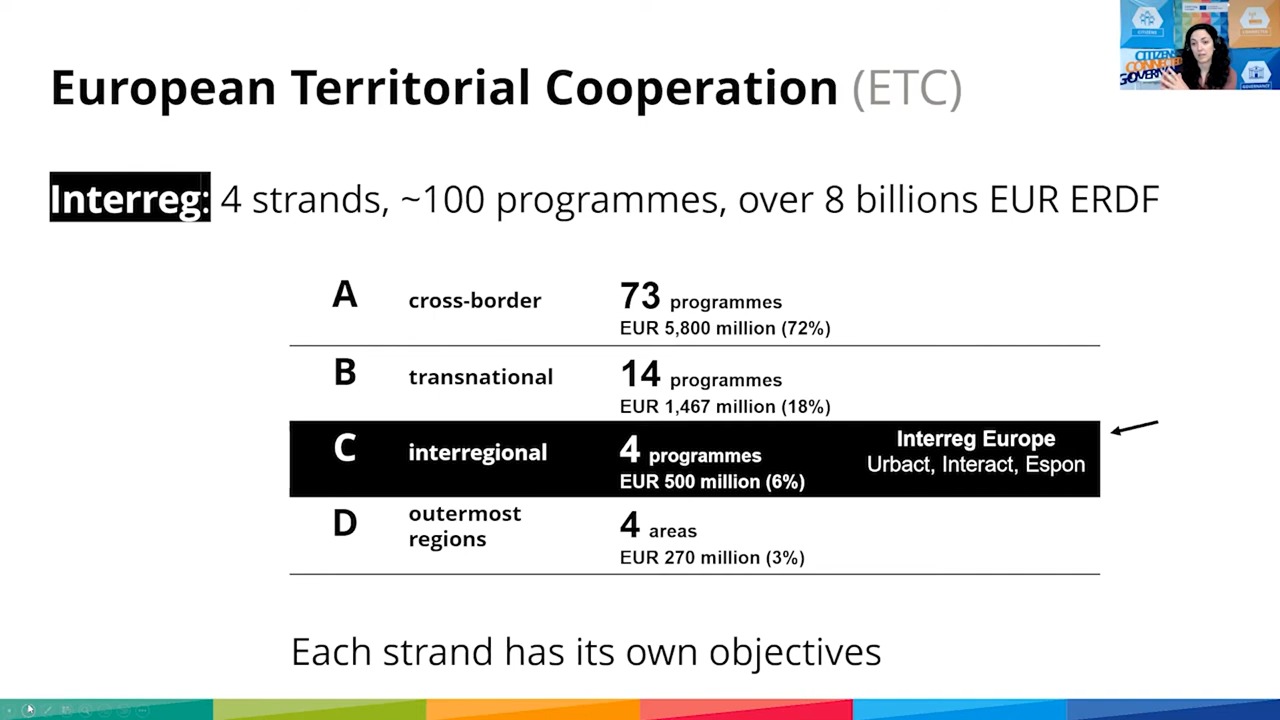 European Territorial Cooperation (ETC)
Interreg: 4 strands, ~100 programmes, over 8 billions EUR ERDF
A cross-border 73 programmes
EUR 5,800 million (72%)
B transnational 14 programmes
EUR 1,467 million (18%)
C interregional 4 programmes
EUR 500 million (6%)
Interreg Europe
Urbact, Interact, Espon
D outermost regions 4 areas
EUR 270 million (3%)
Each strand has its own objectives
CITIZENS
GOVERNMENT